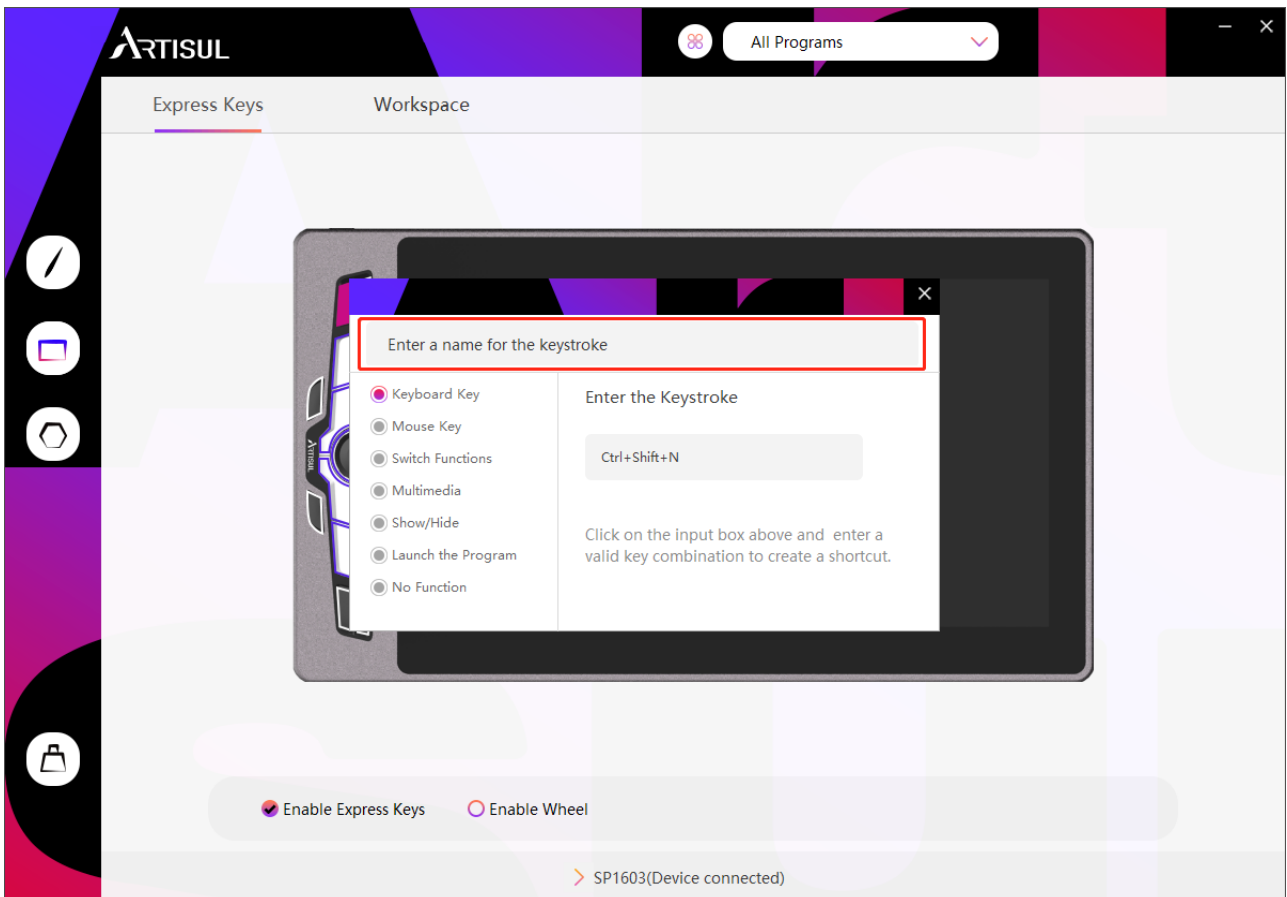 ARTISUL
All Programs
Express Keys
Workspace
Enter a name for the keystroke
Keyboard Key
Mouse Key
Switch Functions
Multimedia
Show/Hide
Launch the Program
No Function
Enter the Keystroke
Ctrl+Shift+N
Click on the input box above and enter a
valid key combination to create a shortcut.
ARTISUL
Enable Express Keys
Enable Wheel
SP1603(Device connected)